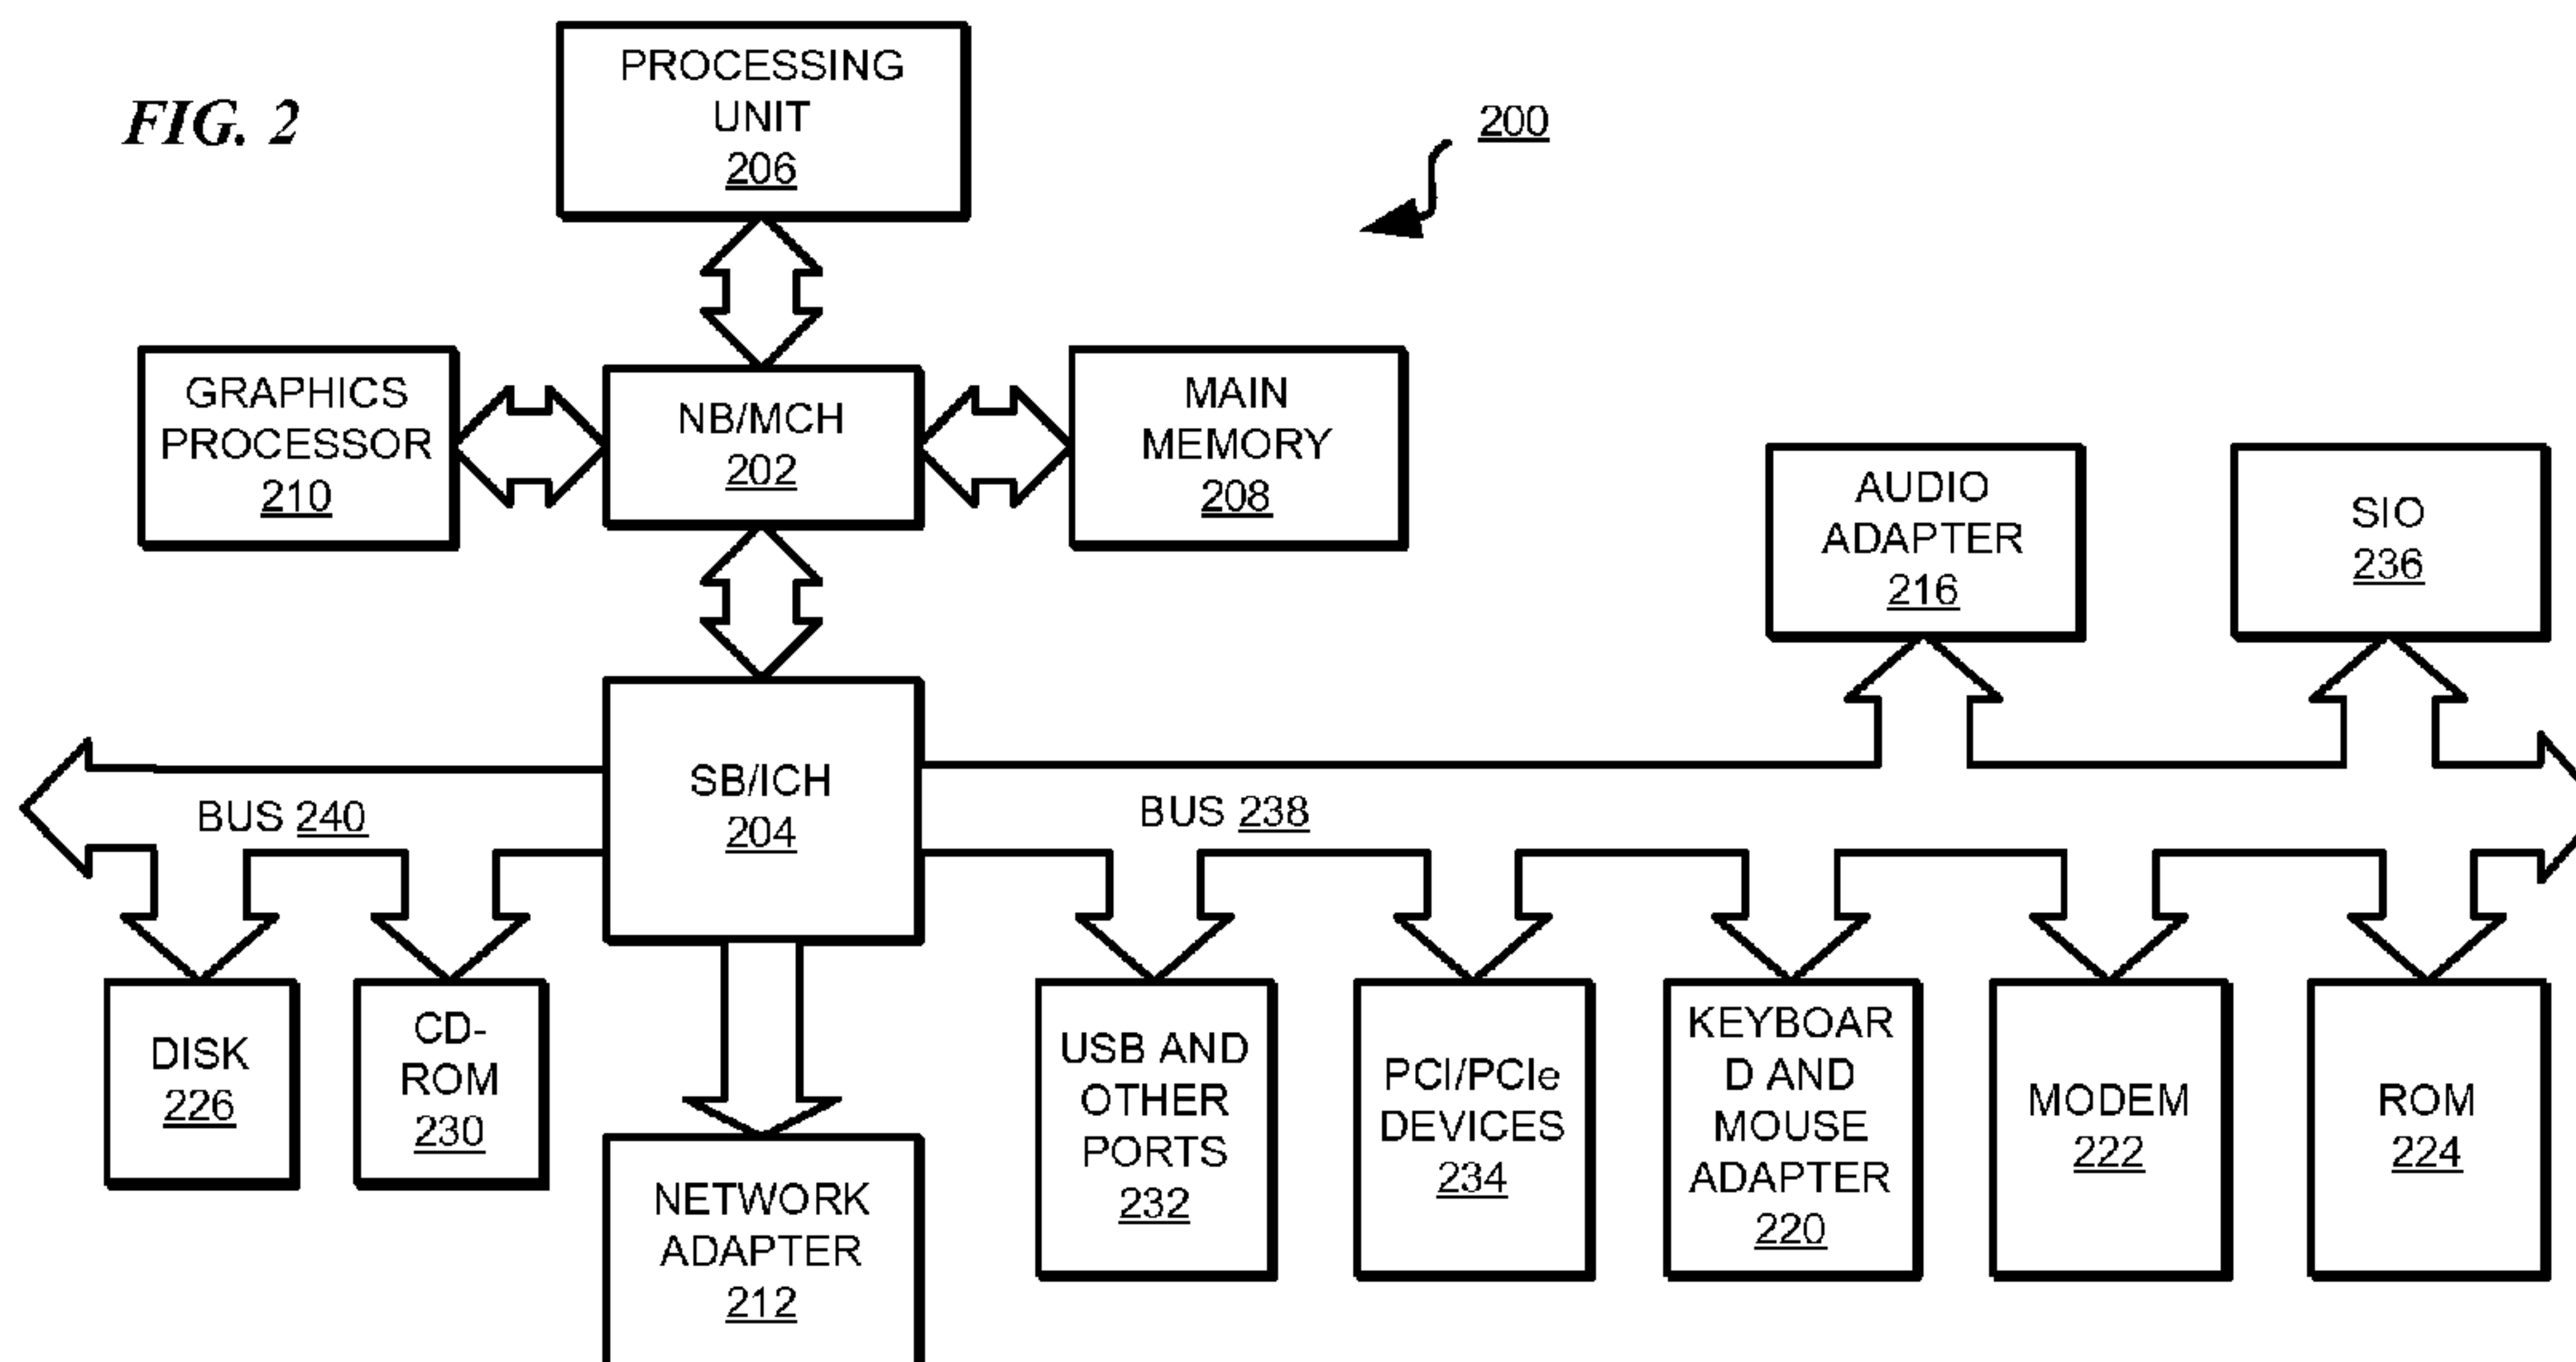 FIG. 2
PROCESSING
UNIT
206
200
GRAPHICS
PROCESSOR
210
NB/MCH
202
MAIN
MEMORY
208
AUDIO
ADAPTER
216
SIO
236
SB/ICH
204
BUS 240
BUS 238
DISK
226
CD-
ROM
230
NETWORK
ADAPTER
212
USB AND
OTHER
PORTS
232
PCI/PCIe
DEVICES
234
KEYBOAR
D AND
MOUSE
ADAPTER
220
MODEM
222
ROM
224